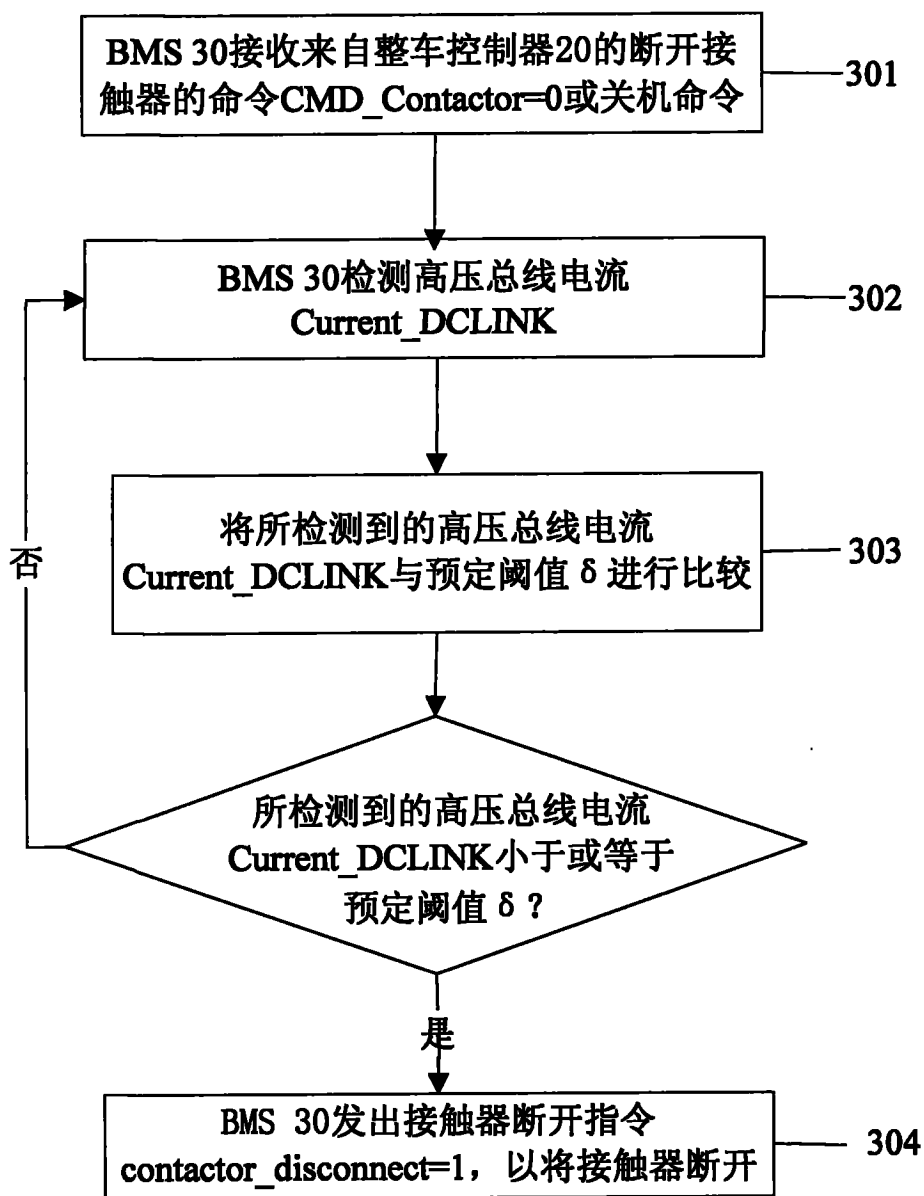 BMS 30接收来自整车控制器20的断开接
触器的命令CMD_Contactor=0或关机命令
301
BMS 30检测高压总线电流
Current_DCLINK
302
将所检测到的高压总线电流
Current_DCLINK与预定阈值 δ 进行比较
303
否
所检测到的高压总线电流
Current_DCLINK小于或等于
预定阈值 δ ?
是
BMS 30发出接触器断开指令
contactor_disconnect=1，以将接触器断开
304